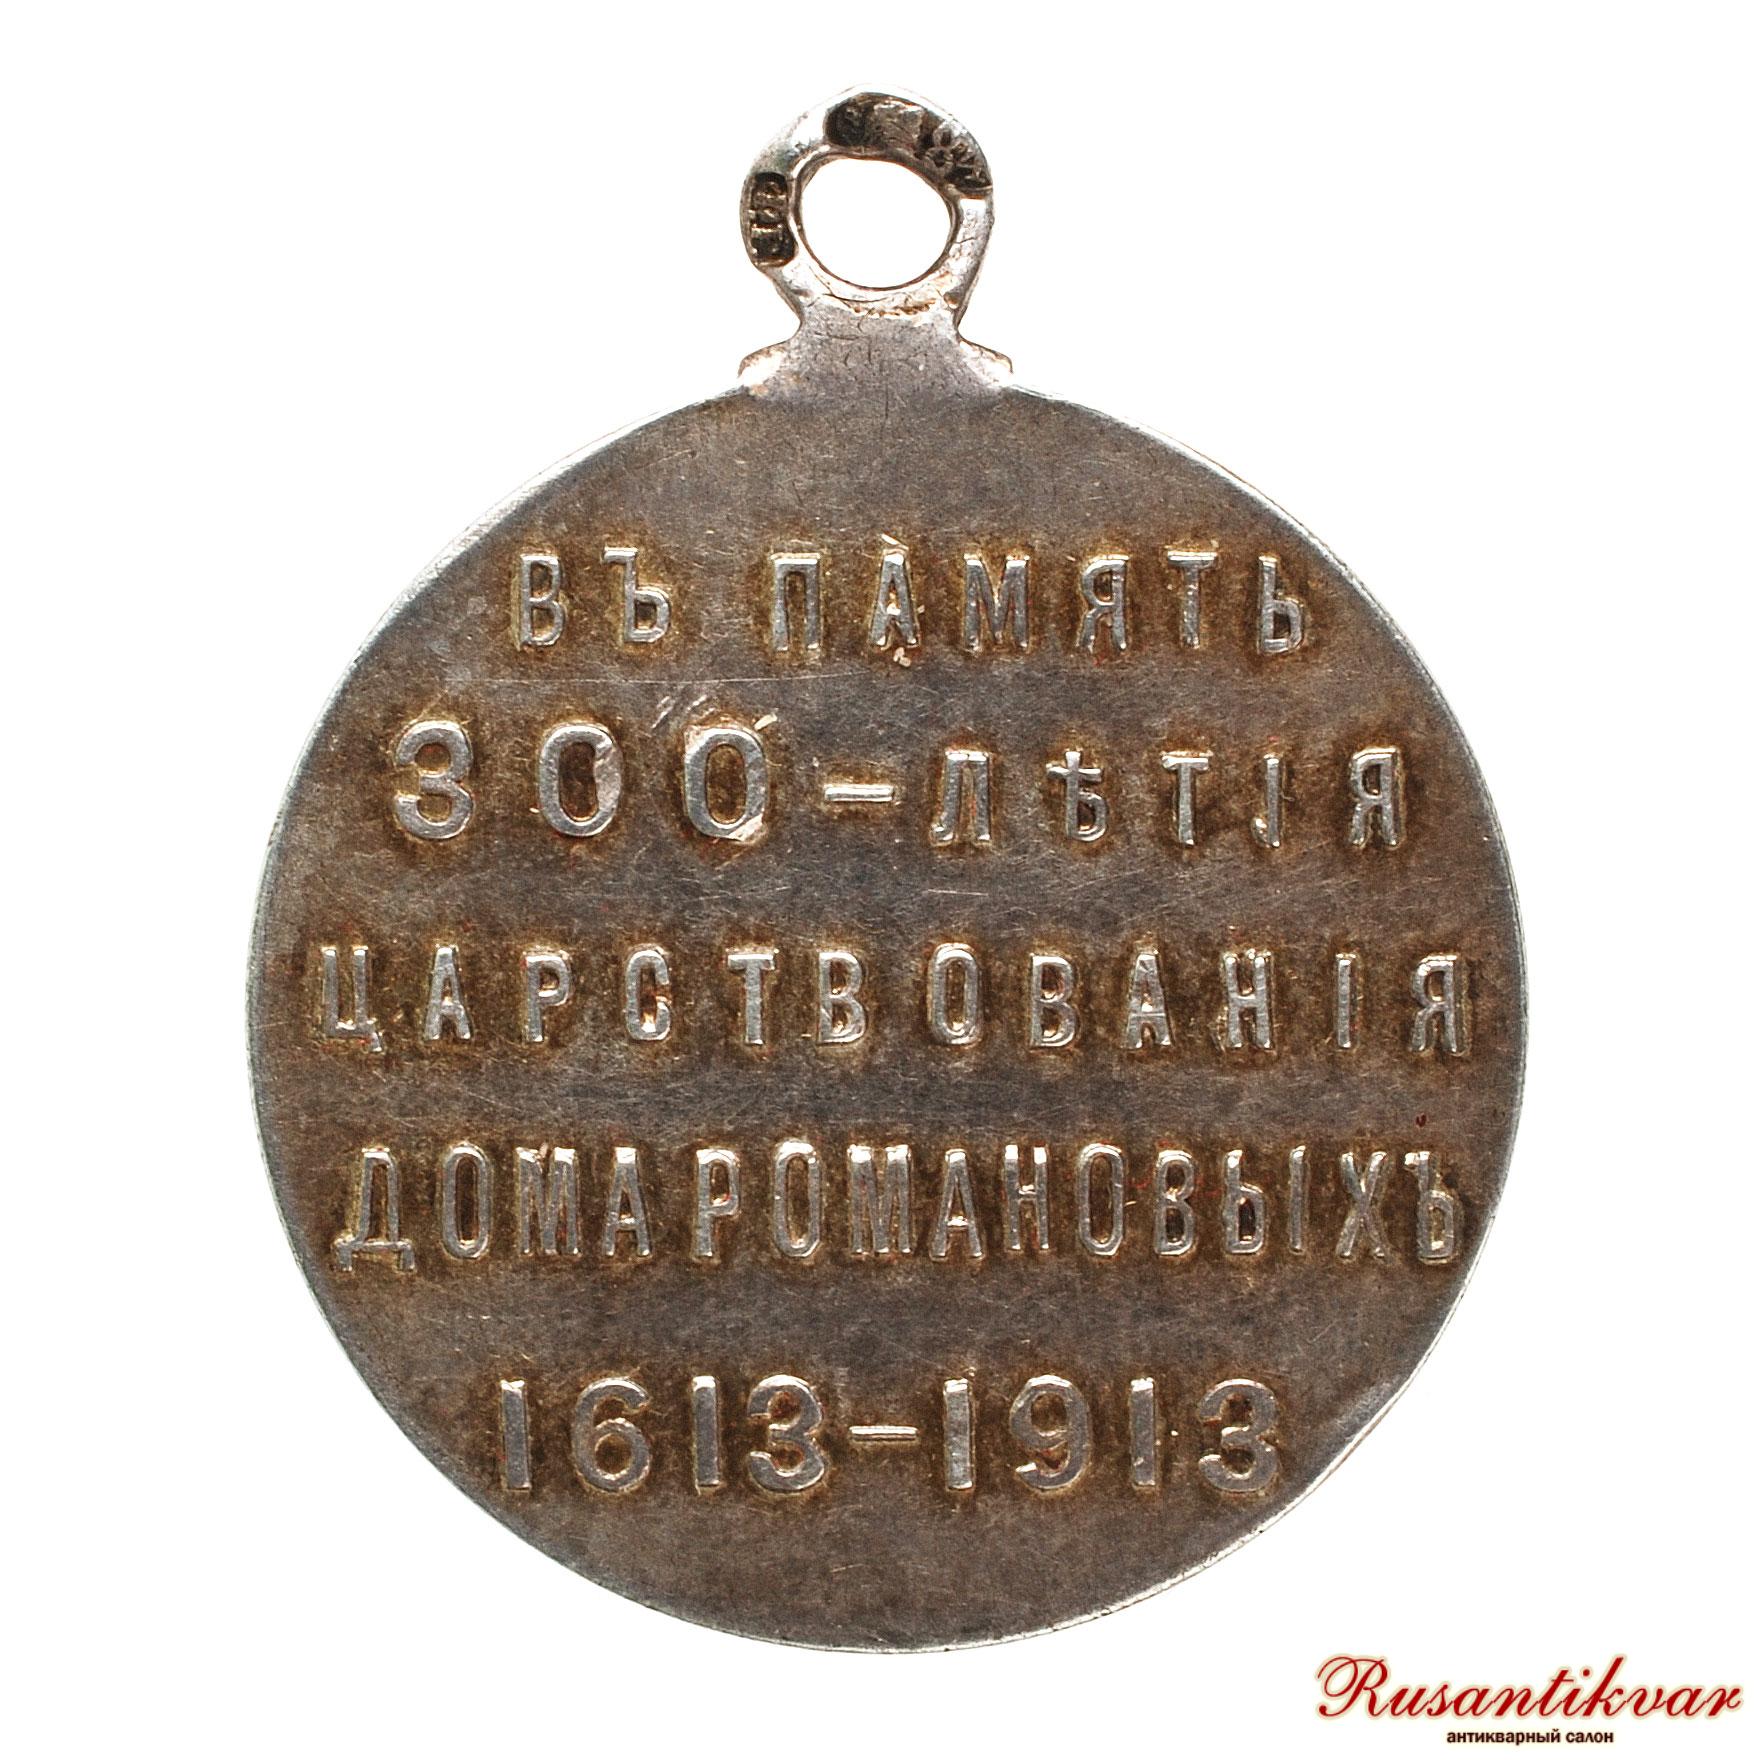 ВЪ ПАМЯТЬ
300-ЛѢТІЯ
ЦАРСТВОВАНІЯ
ДОМА РОМАНОВЫХЪ
1613-1913
Rusantikvar
антикварный салон